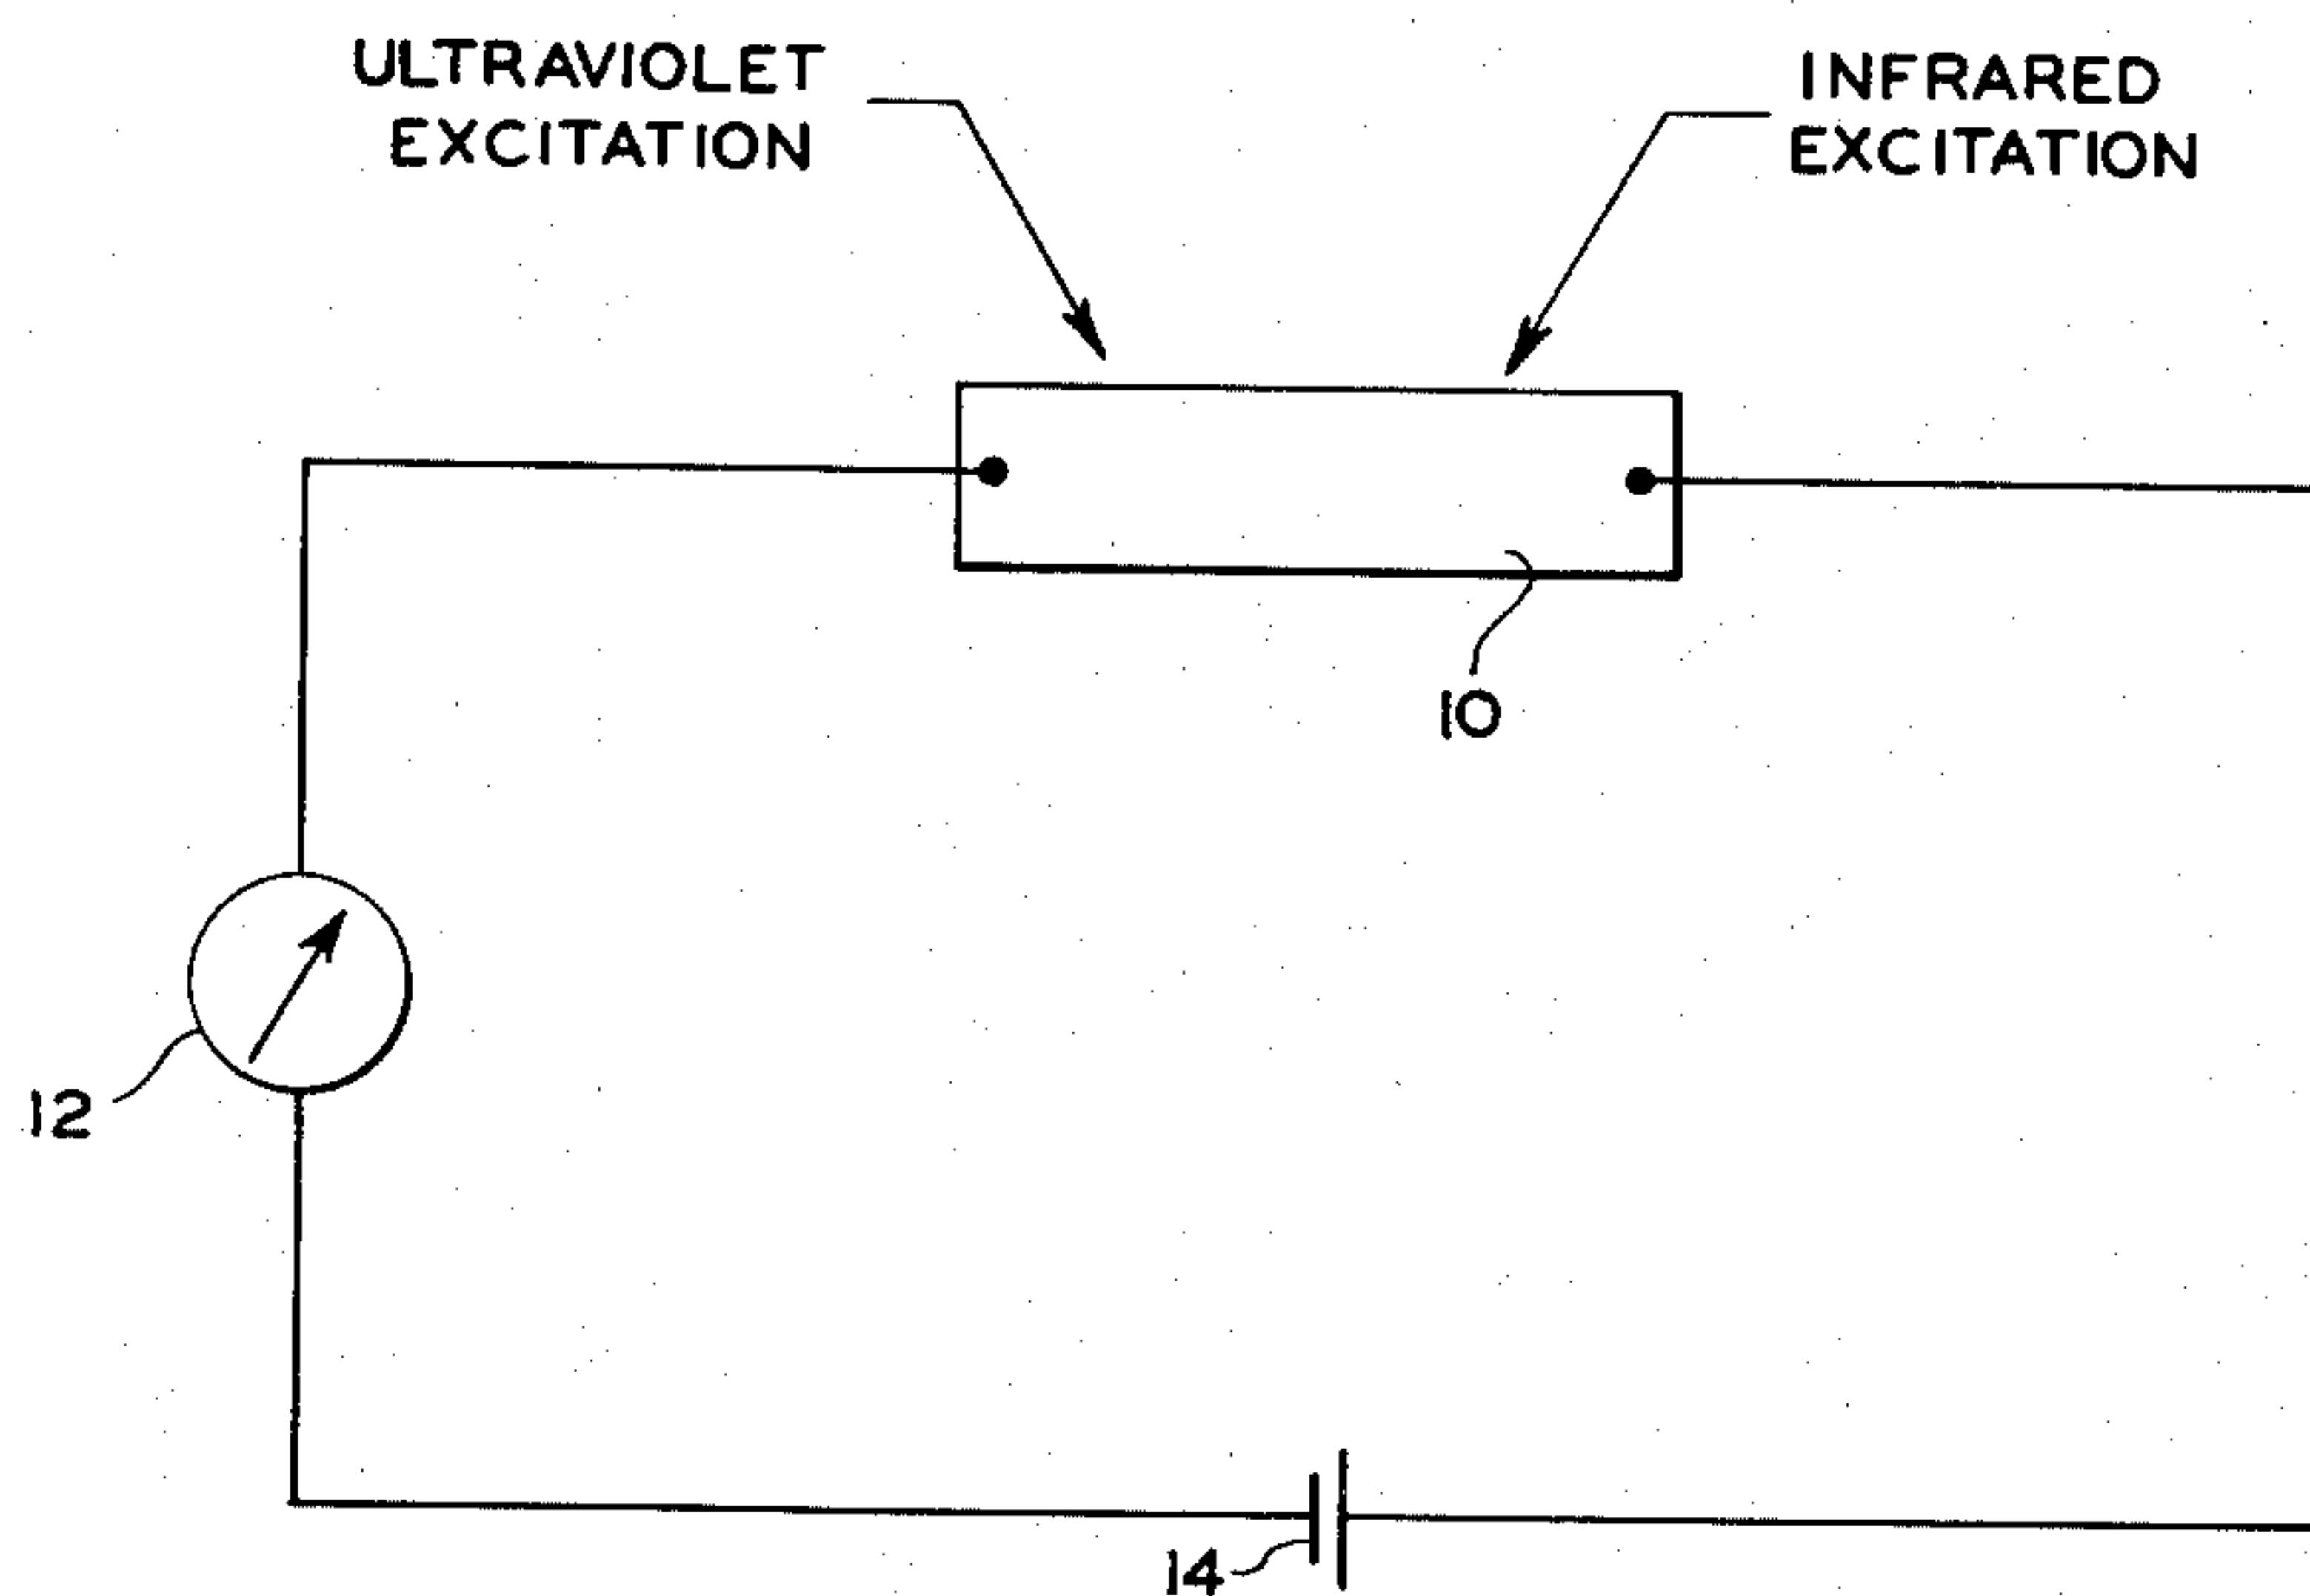 ULTRAVIOLET
EXCITATION
INFRARED
EXCITATION
10
12
14